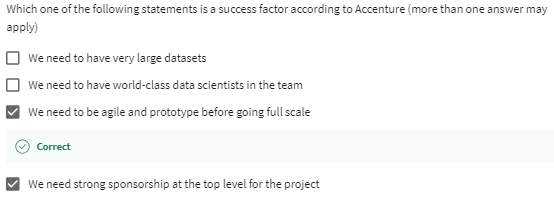 Which one of the following statements is a success factor according to Accenture (more than one answer may
apply)
We need to have very large datasets
We need to have world-class data scientists in the team
We need to be agile and prototype before going full scale
Correct
We need strong sponsorship at the top level for the project